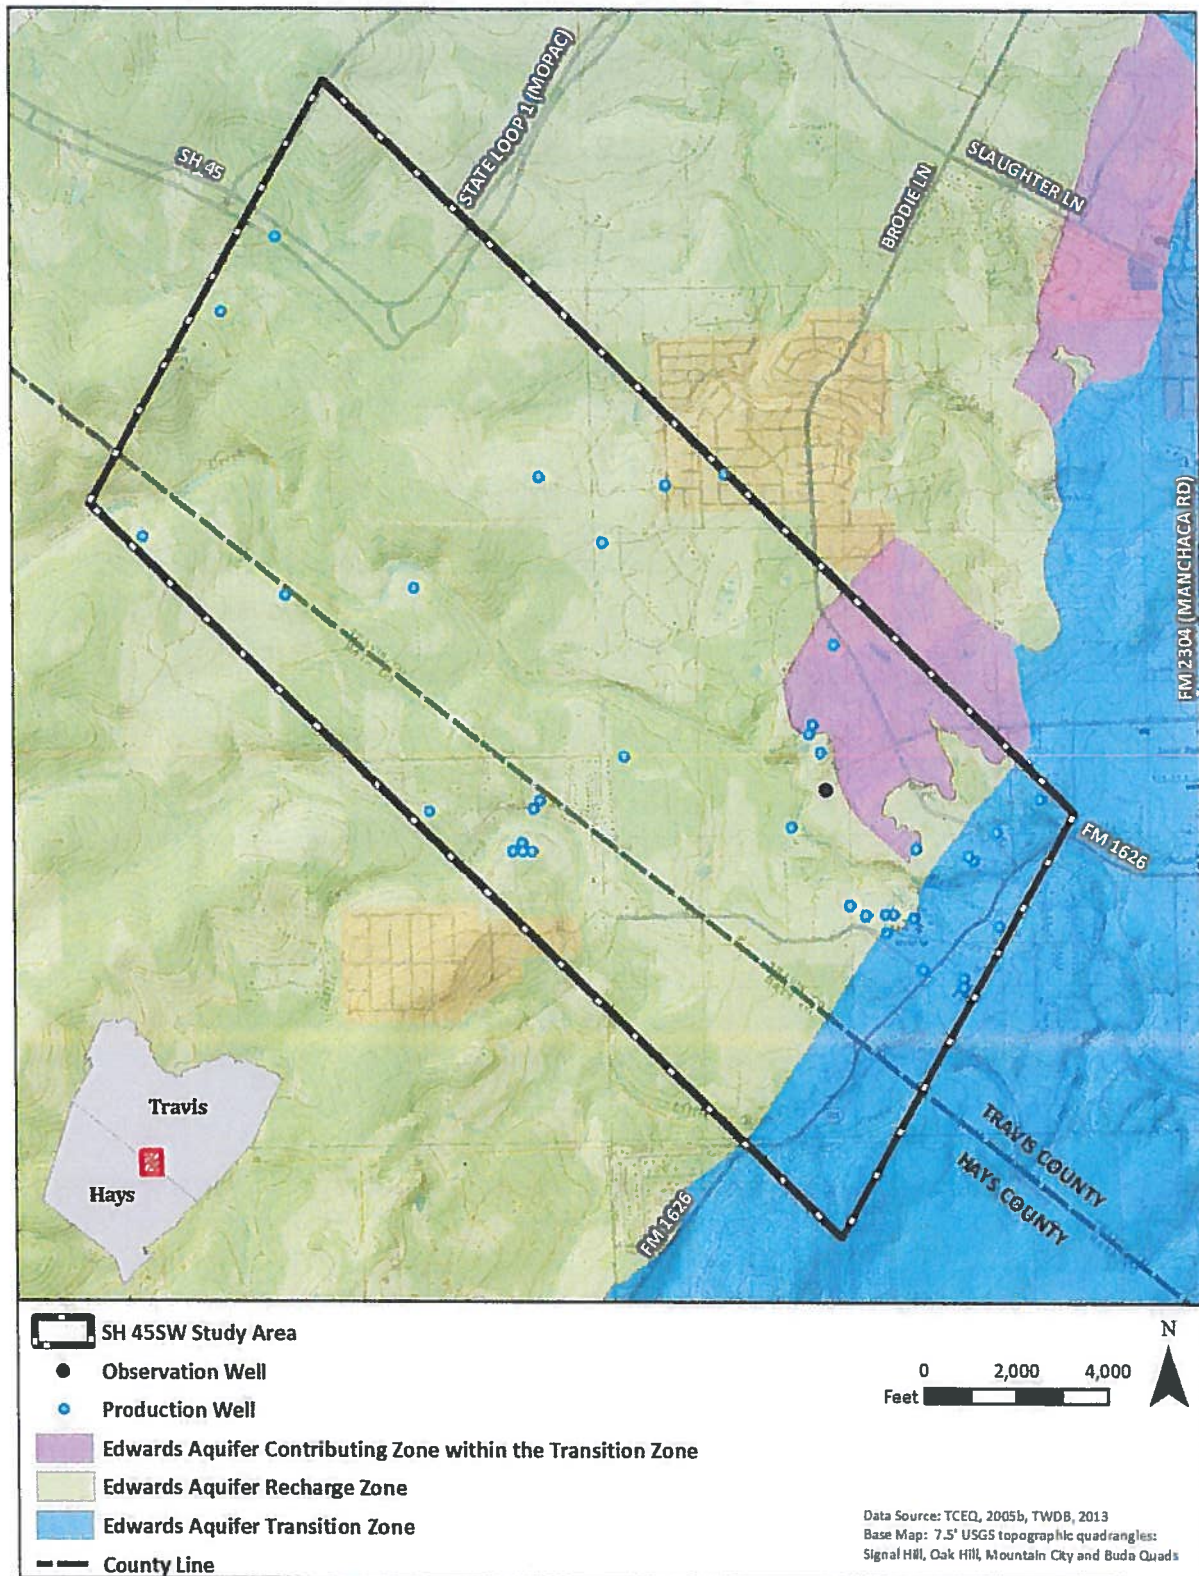 STATE LOOP 1 (MOPAC)
SH 45
SLAUGHTER LN
BRODIE LN
FM 2304 (MANCHACA RD)
FM 1626
TRAVIS COUNTY
HAYS COUNTY
FM 1626
Travis
Hays
SH 45SW Study Area
Observation Well
Production Well
Edwards Aquifer Contributing Zone within the Transition Zone
Edwards Aquifer Recharge Zone
Edwards Aquifer Transition Zone
County Line
N
0 2,000 4,000
Feet
Data Source: TCEQ, 2005b, TWDB, 2013
Base Map: 7.5' USGS topographic quadrangles:
Signal Hill, Oak Hill, Mountain City and Buda Quads